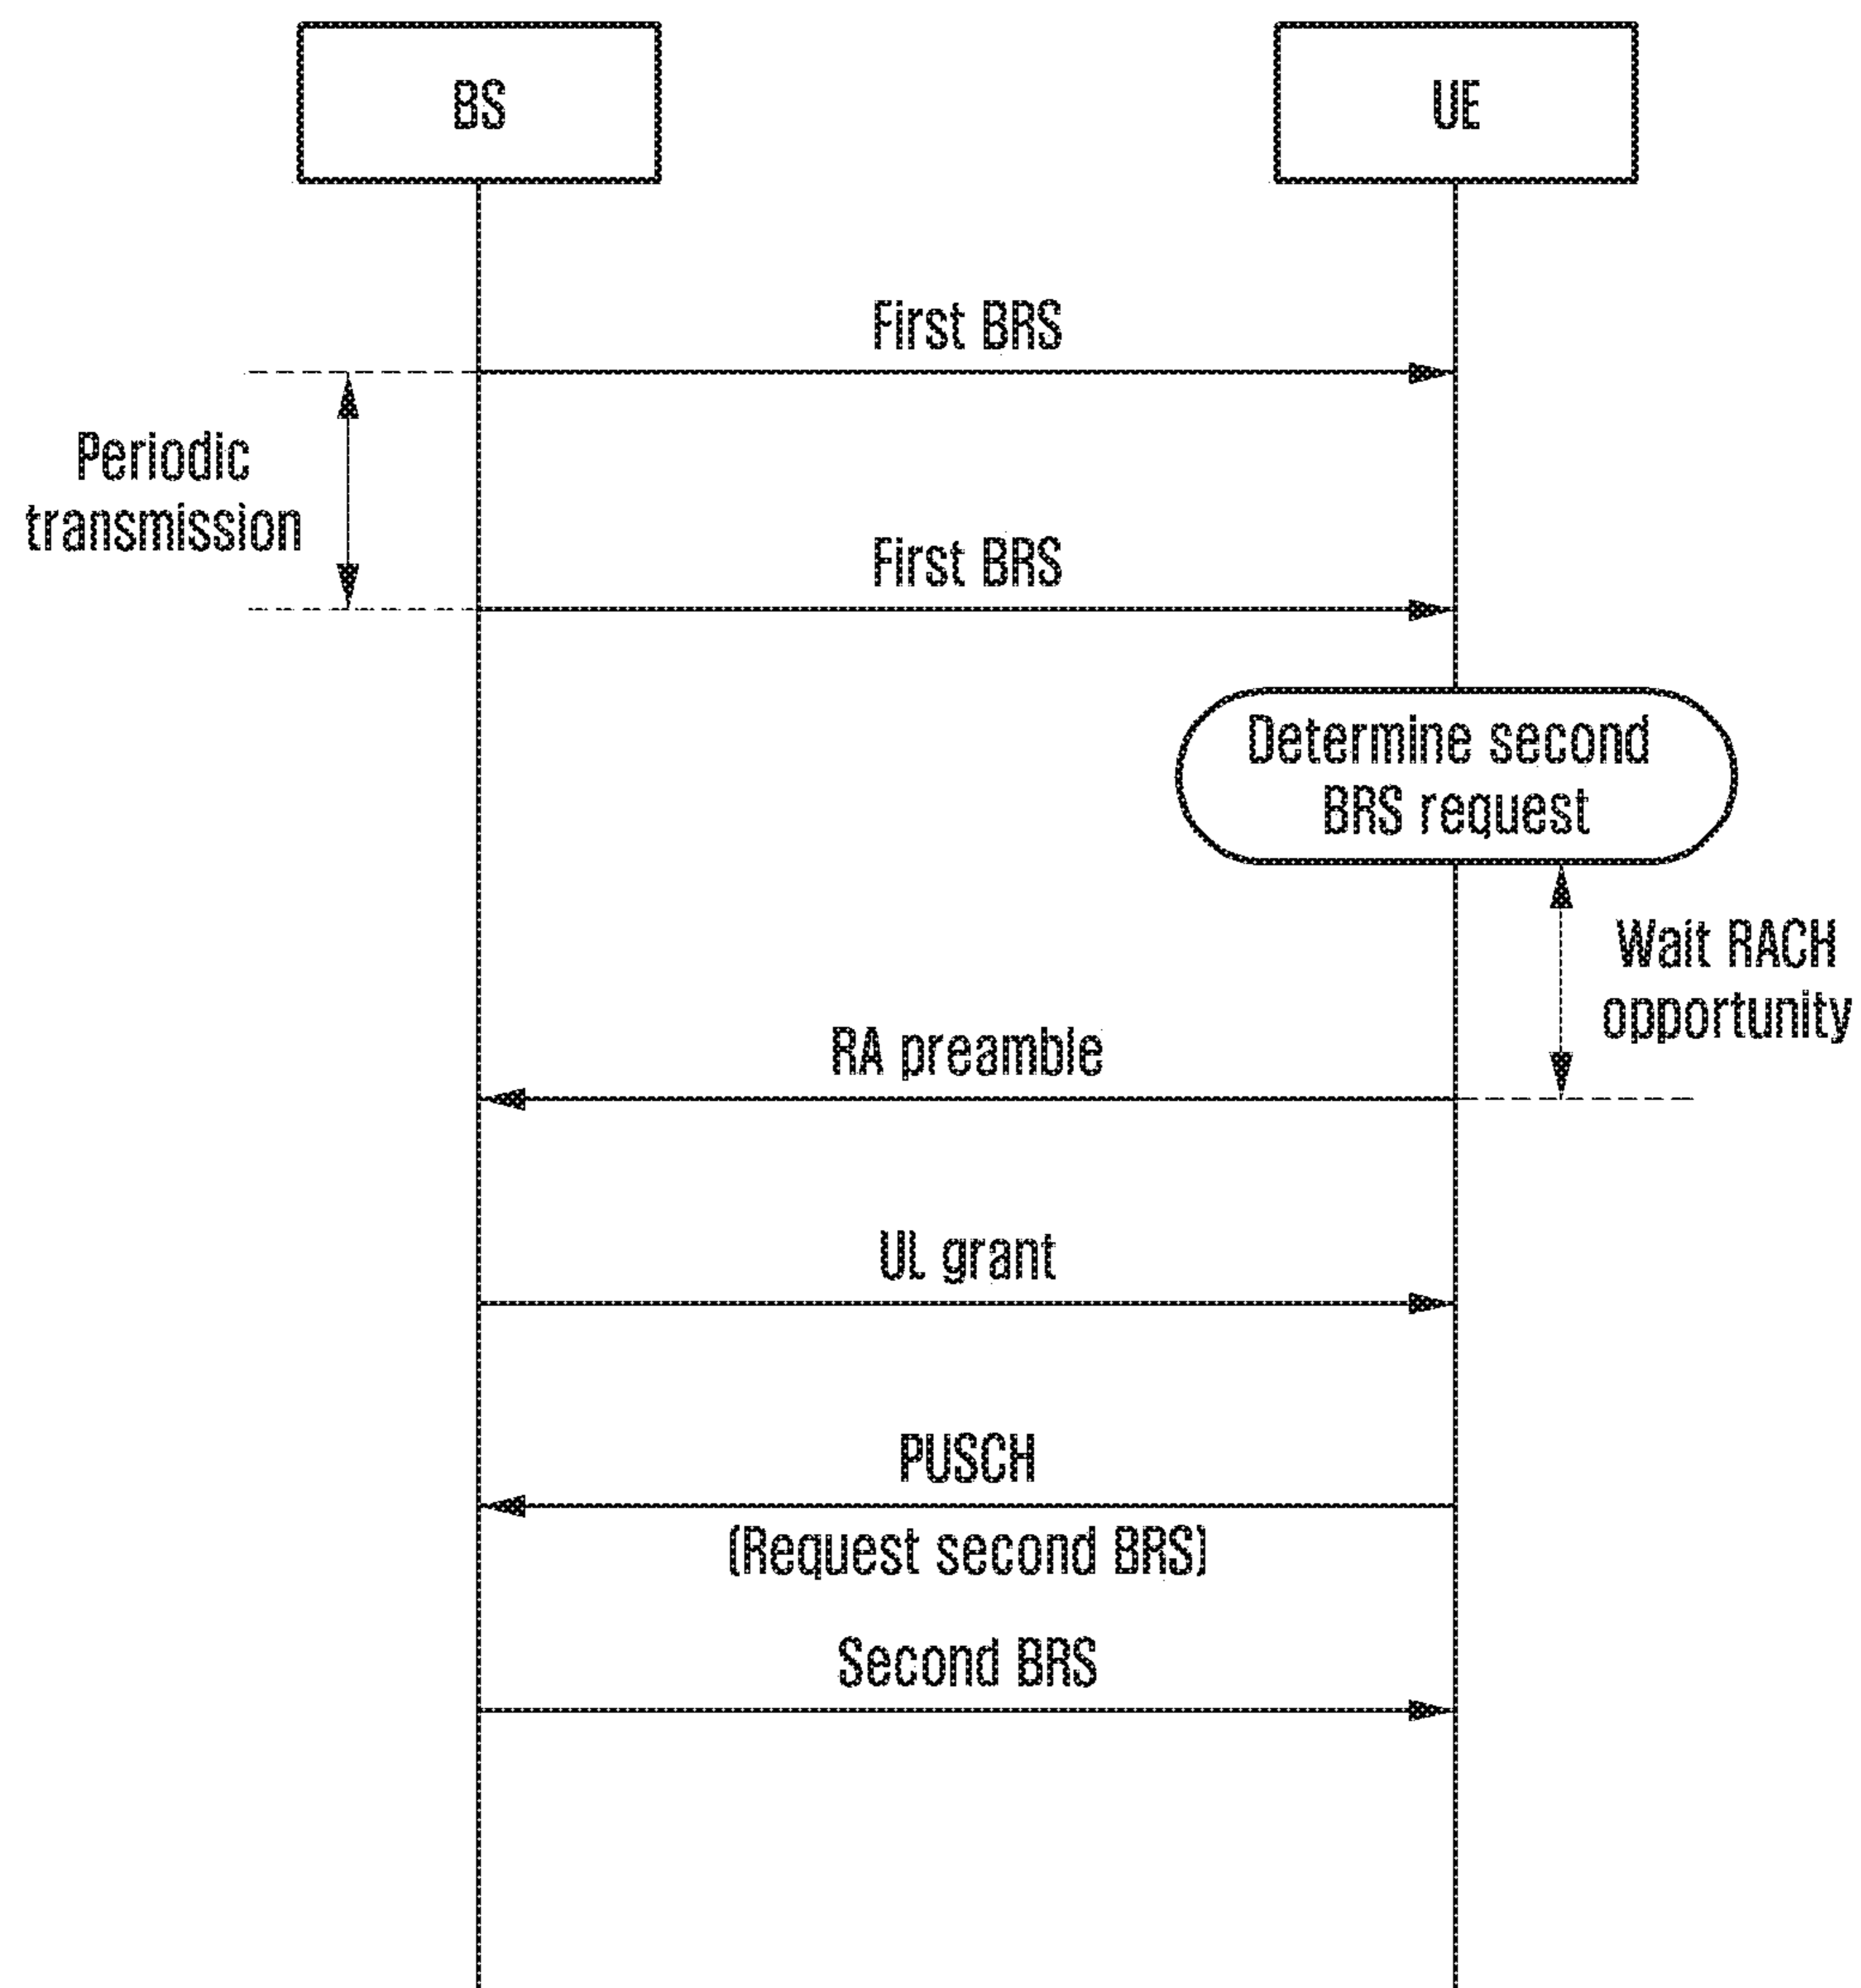 BS
UE
First BRS
Periodic
transmission
First BRS
Determine second
BRS request
Wait RACH
opportunity
RA preamble
UL grant
PUSCH
(Request second BRS)
Second BRS